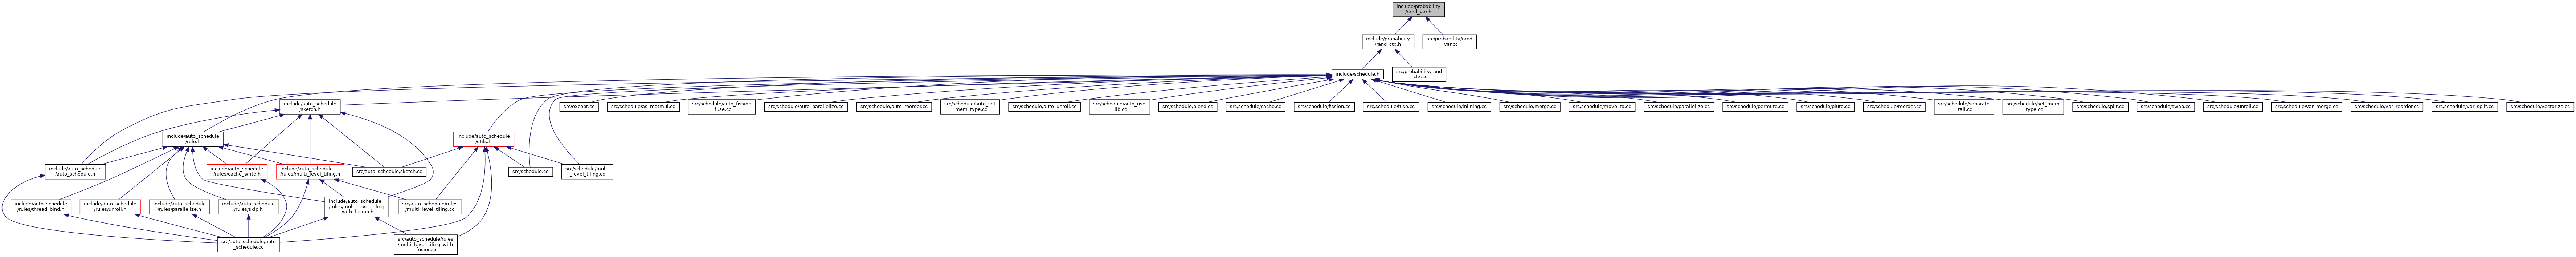 include/probability
/rand_var.h
include/probability
/rand_ctx.h
src/probability/rand
_var.cc
include/schedule.h
src/probability/rand
_ctx.cc
include/auto_schedule
/sketch.h
src/except.cc
src/schedule/as_matmul.cc
src/schedule/auto_fission
_fuse.cc
src/schedule/auto_parallelize.cc
src/schedule/auto_reorder.cc
src/schedule/auto_set
_mem_type.cc
src/schedule/auto_unroll.cc
src/schedule/auto_use
_lib.cc
src/schedule/blend.cc
src/schedule/cache.cc
src/schedule/fission.cc
src/schedule/fuse.cc
src/schedule/inlining.cc
src/schedule/merge.cc
src/schedule/move_to.cc
src/schedule/parallelize.cc
src/schedule/permute.cc
src/schedule/pluto.cc
src/schedule/reorder.cc
src/schedule/separate
_tail.cc
src/schedule/set_mem
_type.cc
src/schedule/split.cc
src/schedule/swap.cc
src/schedule/unroll.cc
src/schedule/var_merge.cc
src/schedule/var_reorder.cc
src/schedule/var_split.cc
src/schedule/vectorize.cc
include/auto_schedule
/rule.h
include/auto_schedule
/utils.h
include/auto_schedule
/auto_schedule.h
include/auto_schedule
/rules/cache_write.h
include/auto_schedule
/rules/multi_level_tiling.h
src/auto_schedule/sketch.cc
src/schedule.cc
src/schedule/multi
_level_tiling.cc
include/auto_schedule
/rules/thread_bind.h
include/auto_schedule
/rules/unroll.h
include/auto_schedule
/rules/parallelize.h
include/auto_schedule
/rules/skip.h
include/auto_schedule
/rules/multi_level_tiling
_with_fusion.h
src/auto_schedule/rules
/multi_level_tiling.cc
src/auto_schedule/auto
_schedule.cc
src/auto_schedule/rules
/multi_level_tiling_with
_fusion.cc